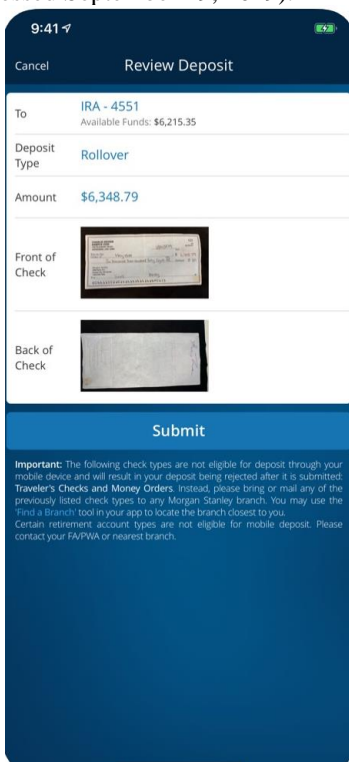 9:41
Cancel
Review Deposit
To
IRA - 4551
Available Funds: $6,215.35
Deposit
Type
Rollover
Amount
$6,348.79
Front of
Check
Back of
Check
Submit
Important: The following check types are not eligible for deposit through your
mobile device and will result in your deposit being rejected after it is submitted:
Traveler's Checks and Money Orders. Instead, please bring or mail any of the
previously listed check types to any Morgan Stanley branch. You may use the
'Find a Branch' tool in your app to locate the branch closest to you.
Certain retirement account types are not eligible for mobile deposit. Please
contact your FA/PWA or nearest branch.